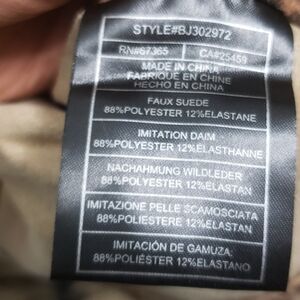 STYLE#BJ302972
RN#67365 CA#25459
MADE IN CHINA
FABRIQUE EN CHINE
HECHO EN CHINA
FAUX SUEDE
88%POLYESTER 12%ELASTANE
IMITATION DAIM
88%POLYESTER 12%ELASTHANNE
NACHAHMUNG WILDLEDER
88%POLYESTER 12%ELASTAN
IMITAZIONE PELLE SCAMOSCIATA
88%POLIESTERE 12%ELASTAN
IMITACIÓN DE GAMUZA
88%POLIÉSTER 12%ELASTANO